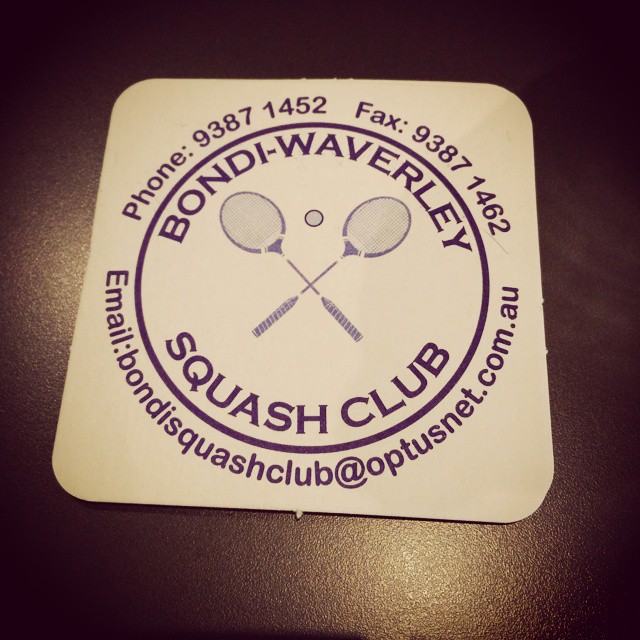 Phone: 9387 1452 Fax: 9387 1462
BONDI-WAVERLEY
SQUASH CLUB
Email:bondisquashclub@optusnet.com.au